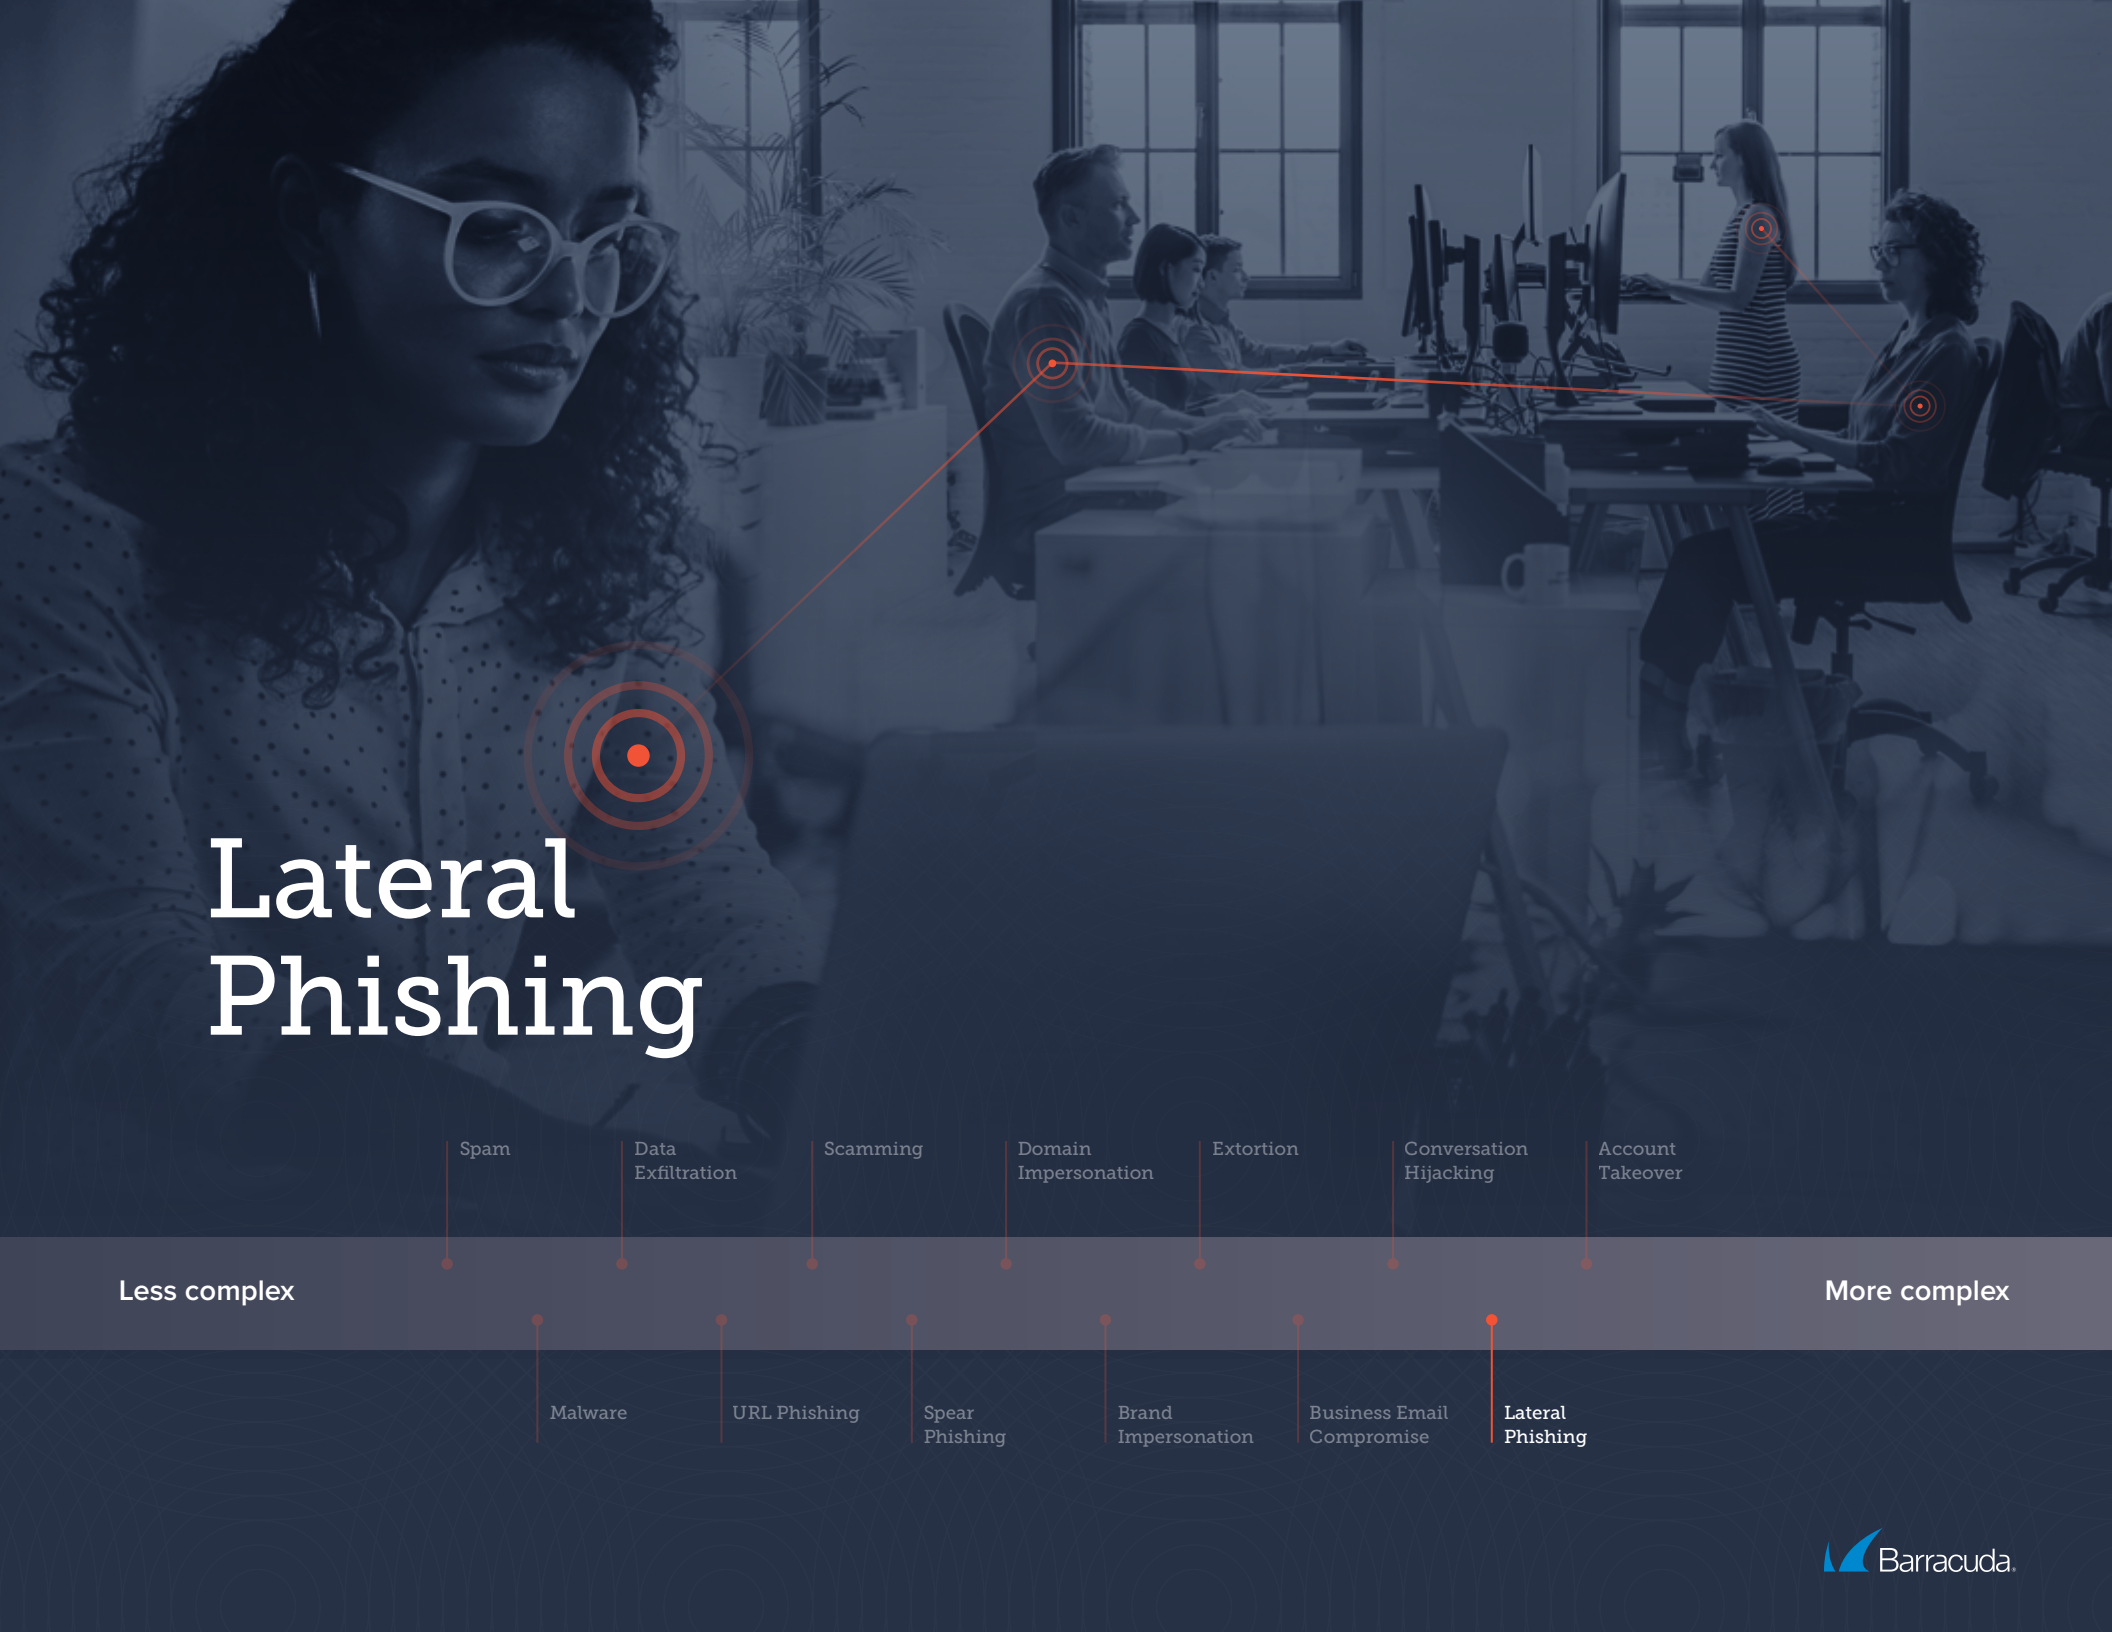 Lateral
Phishing
Spam
Data
Exfiltration
Scamming
Domain
Impersonation
Extortion
Conversation
Hijacking
Account
Takeover
Less complex
More complex
Malware
URL Phishing
Spear
Phishing
Brand
Impersonation
Business Email
Compromise
Lateral
Phishing
Barracuda